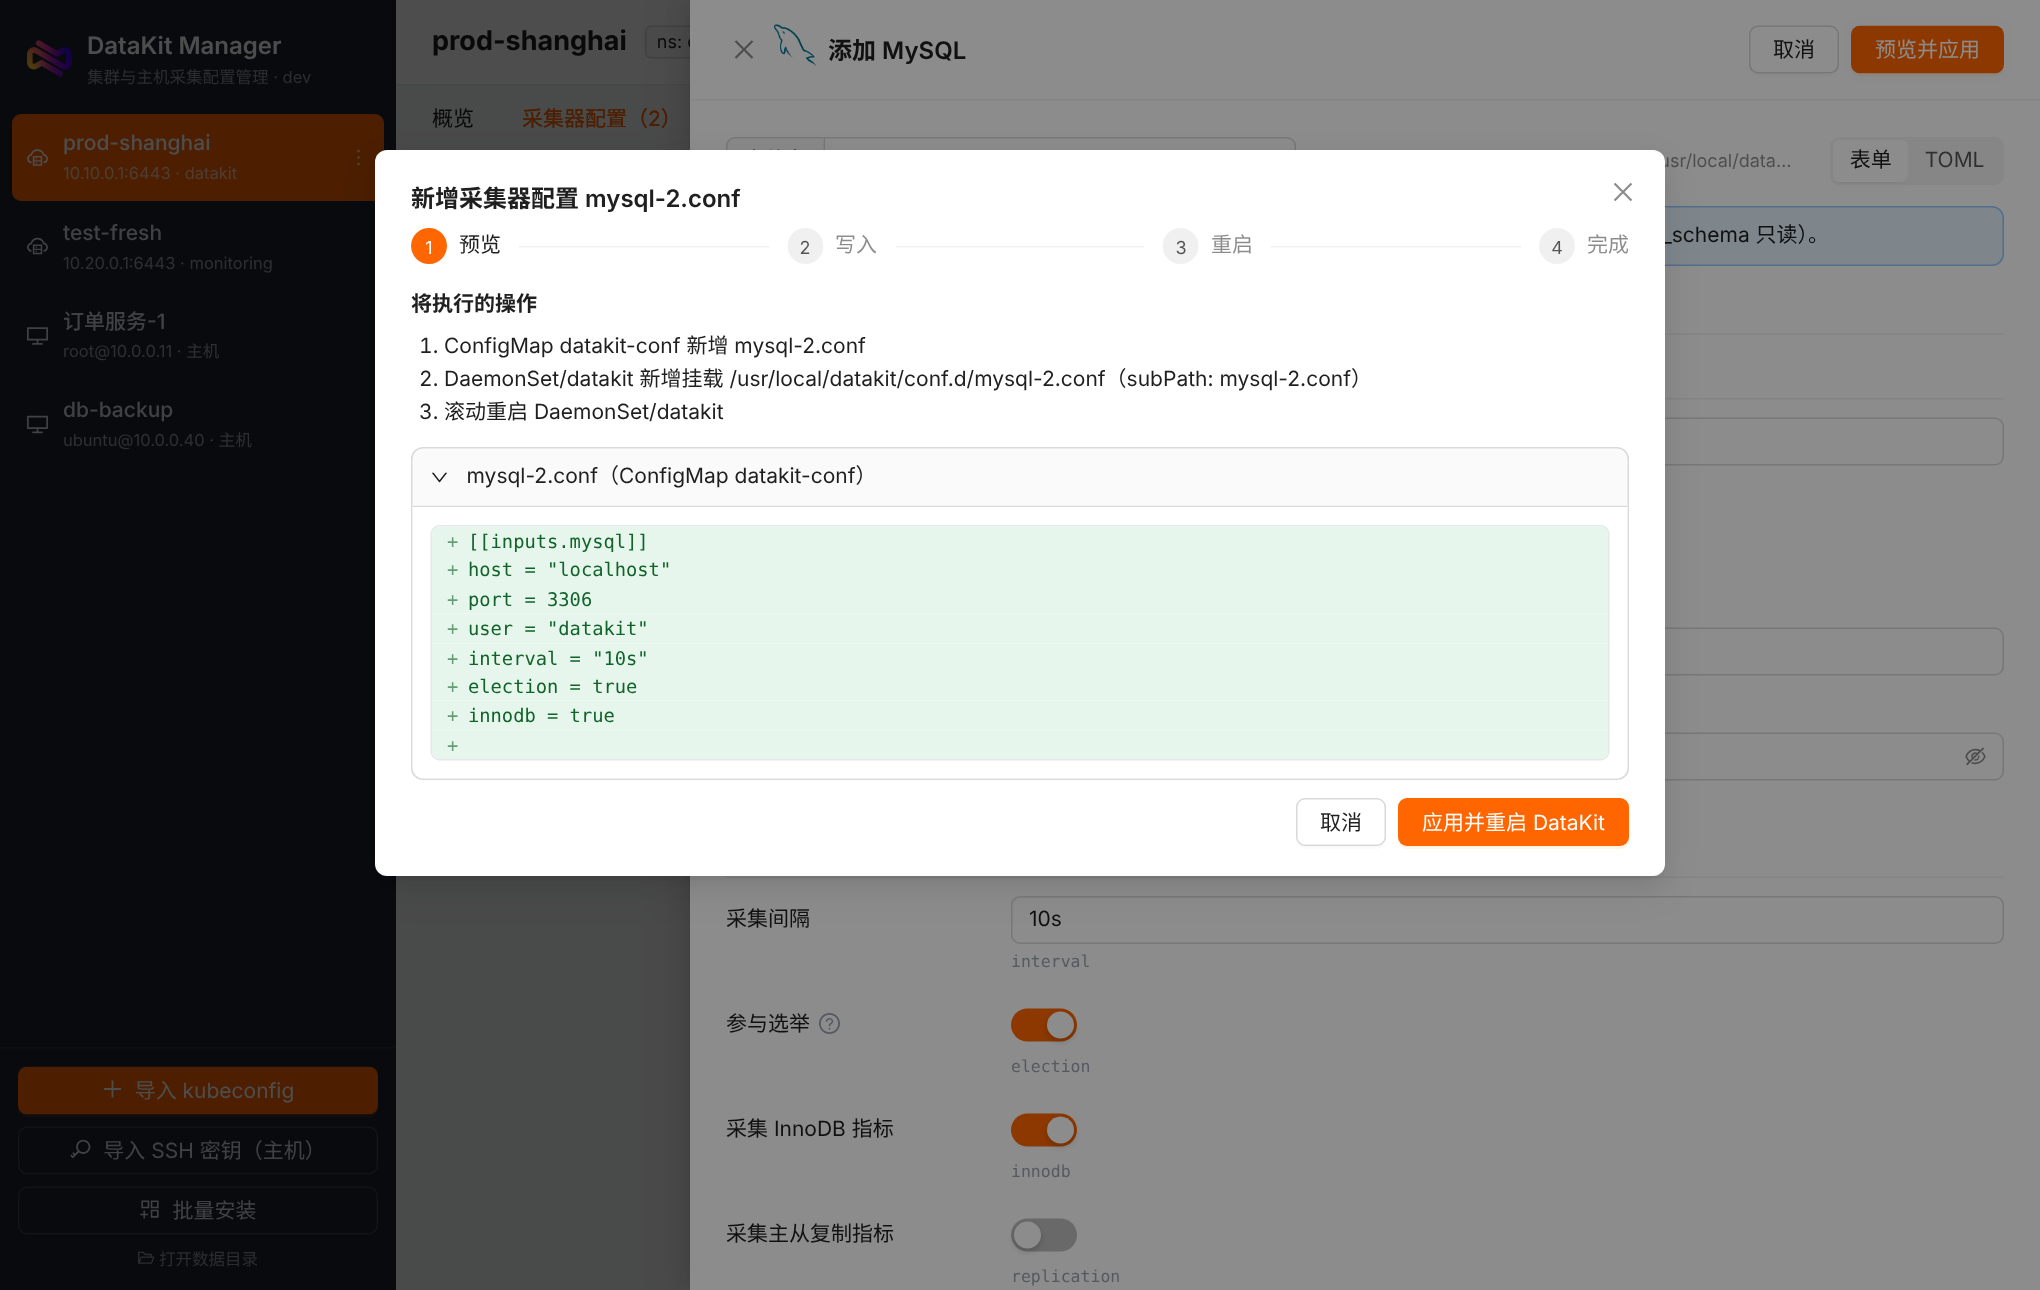 DataKit Manager
集群与主机采集配置管理 · dev
prod-shanghai
10.10.0.1:6443 · datakit
test-fresh
10.20.0.1:6443 · monitoring
订单服务-1
root@10.0.0.11 · 主机
db-backup
ubuntu@10.0.0.40 · 主机
+ 导入 kubeconfig
导入 SSH 密钥（主机）
批量安装
打开数据目录
prod-shanghai
ns:
概览
采集器配置（2）
添加 MySQL
取消
预览并应用
usr/local/data...
表单
TOML
_schema 只读）。
新增采集器配置 mysql-2.conf
1 预览
2 写入
3 重启
4 完成
将执行的操作
1. ConfigMap datakit-conf 新增 mysql-2.conf
2. DaemonSet/datakit 新增挂载 /usr/local/datakit/conf.d/mysql-2.conf（subPath: mysql-2.conf）
3. 滚动重启 DaemonSet/datakit
mysql-2.conf（ConfigMap datakit-conf）
+ [[inputs.mysql]]
+ host = "localhost"
+ port = 3306
+ user = "datakit"
+ interval = "10s"
+ election = true
+ innodb = true
+
取消
应用并重启 DataKit
采集间隔
10s
interval
参与选举
election
采集 InnoDB 指标
innodb
采集主从复制指标
replication